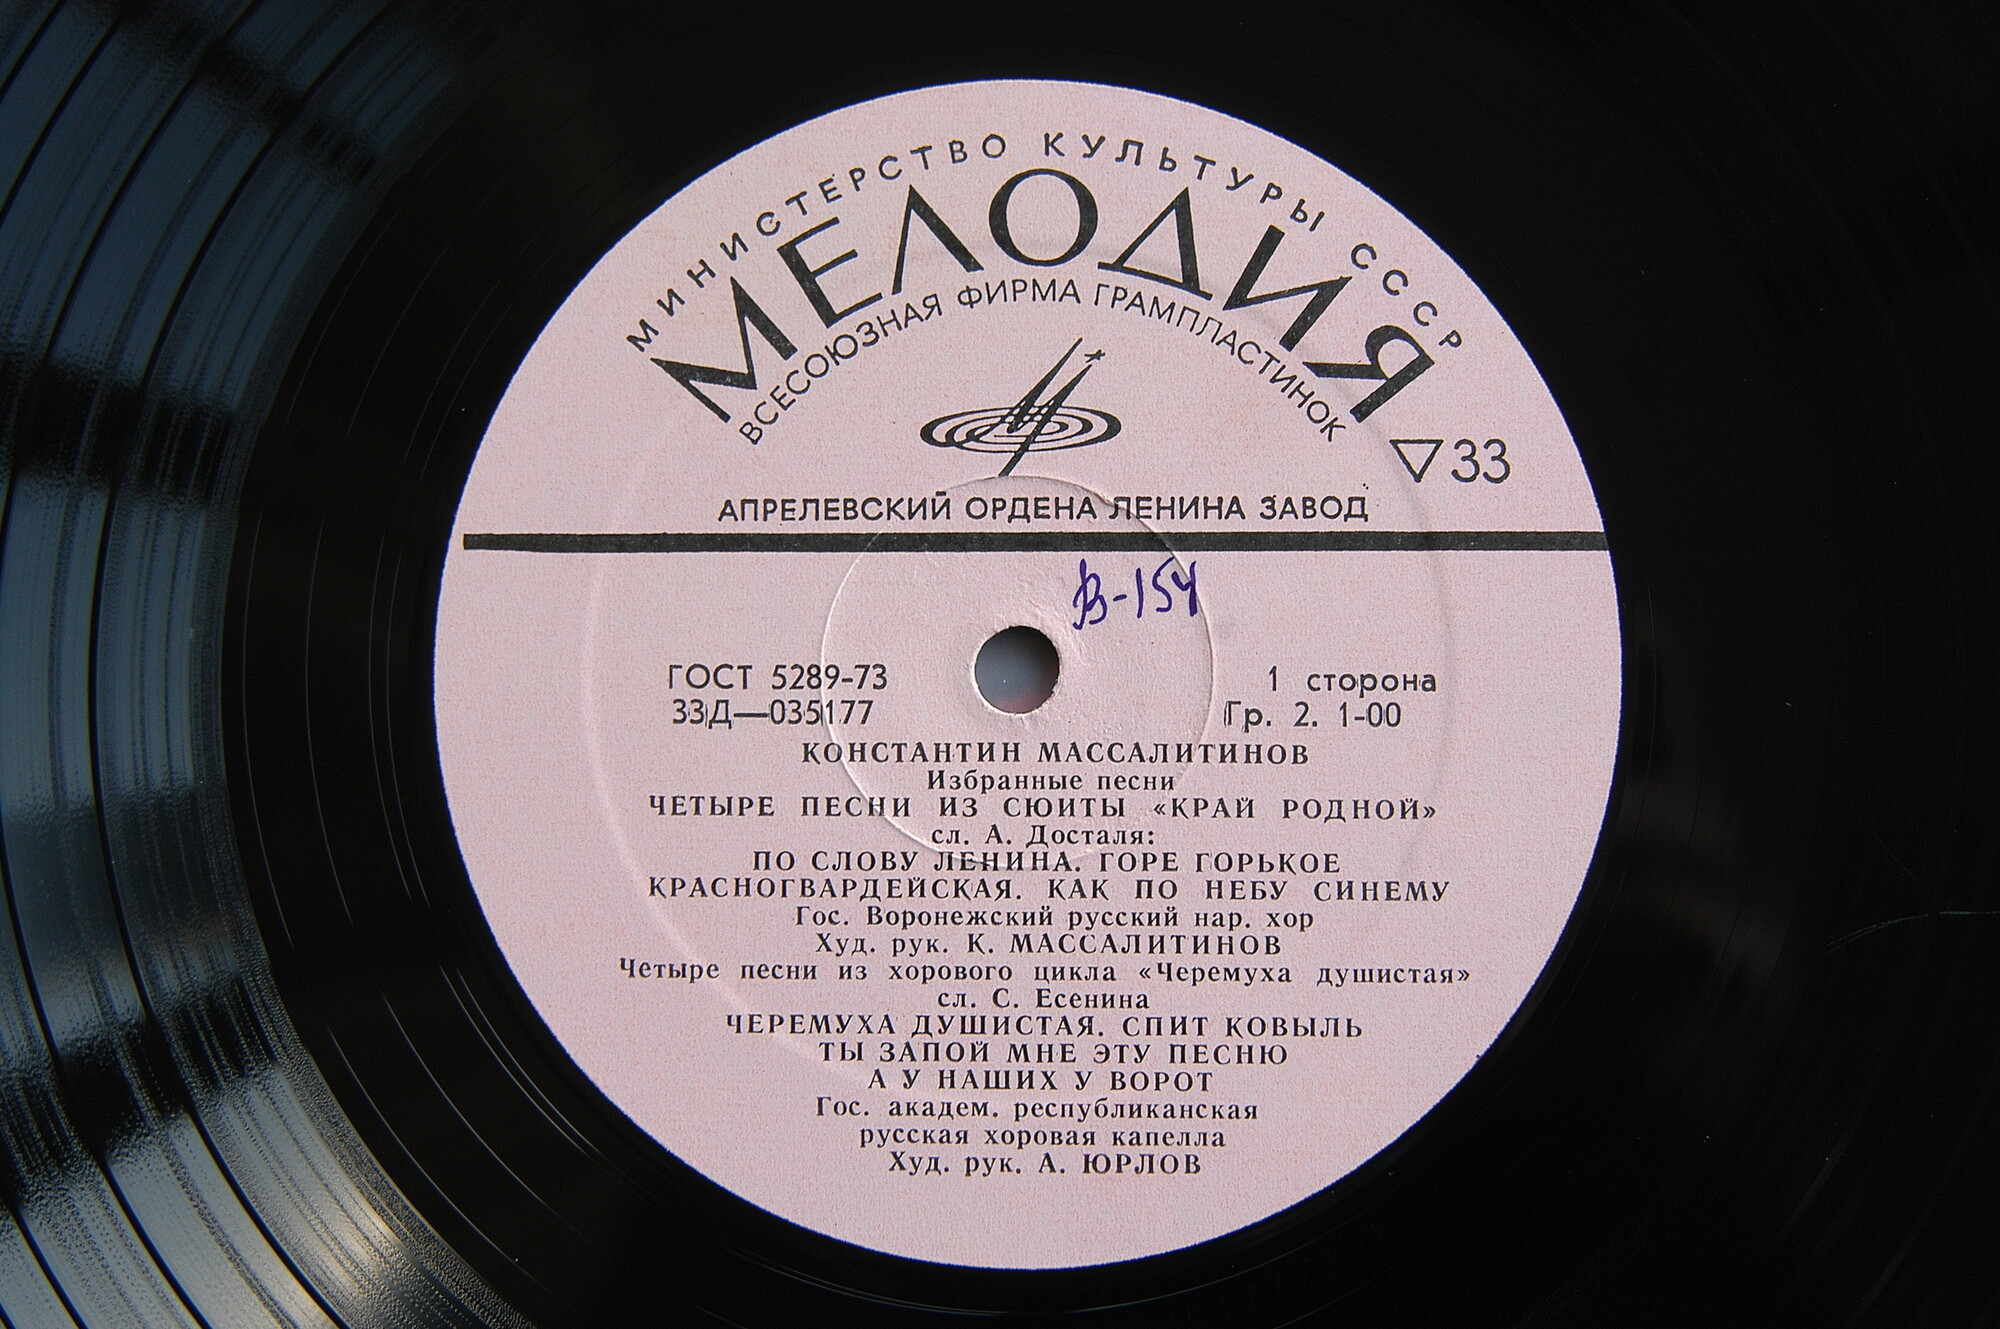 МИНИСТЕРСТВО КУЛЬТУРЫ СССР
МЕЛОДИЯ
ВСЕСОЮЗНАЯ ФИРМА ГРАМПЛАСТИНОК
▽33
АПРЕЛЕВСКИЙ ОРДЕНА ЛЕНИНА ЗАВОД
В-154
ГОСТ 5289-73
1 сторона
33Д—035177
Гр. 2. 1-00
КОНСТАНТИН МАССАЛИТИНОВ
Избранные песни
ЧЕТЫРЕ ПЕСНИ ИЗ СЮИТЫ «КРАЙ РОДНОЙ»
сл. А. Досталя:
ПО СЛОВУ ЛЕНИНА. ГОРЕ ГОРЬКОЕ
КРАСНОГВАРДЕЙСКАЯ. КАК ПО НЕБУ СИНЕМУ
Гос. Воронежский русский нар. хор
Худ. рук. К. МАССАЛИТИНОВ
Четыре песни из хорового цикла «Черемуха душистая»
сл. С. Есенина
ЧЕРЕМУХА ДУШИСТАЯ. СПИТ КОВЫЛЬ
ТЫ ЗАПОЙ МНЕ ЭТУ ПЕСНЮ
А У НАШИХ У ВОРОТ
Гос. академ. республиканская
русская хоровая капелла
Худ. рук. А. ЮРЛОВ